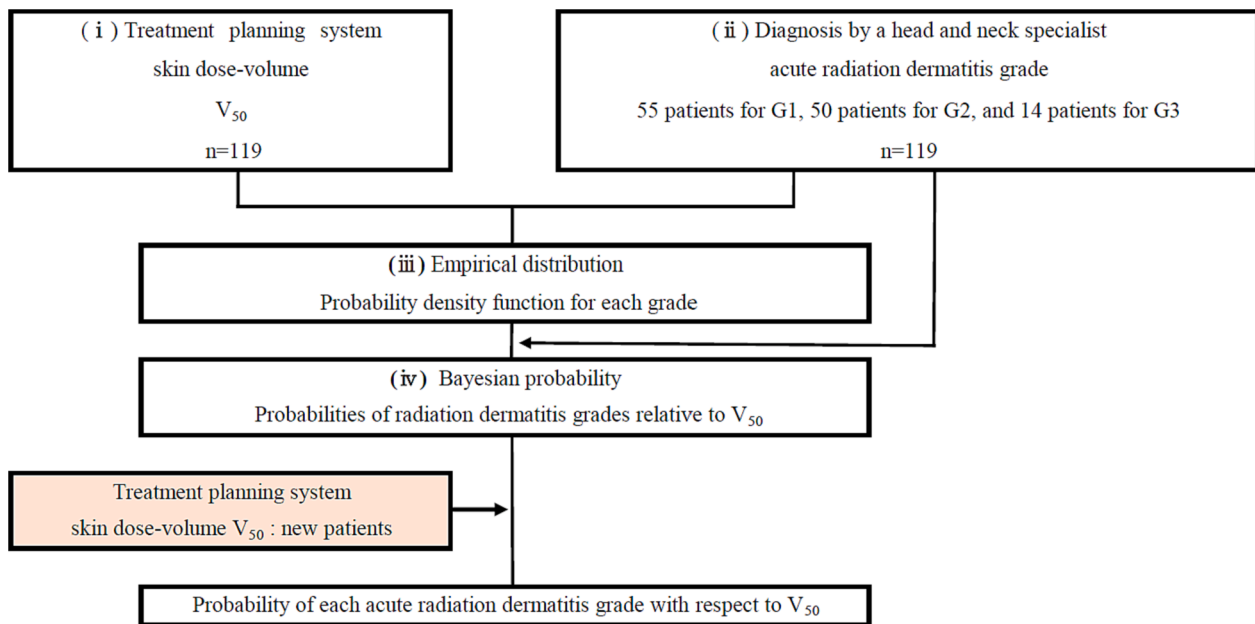 (ⅰ) Treatment planning system
skin dose-volume
V₅₀
n=119
(ⅱ) Diagnosis by a head and neck specialist
acute radiation dermatitis grade
55 patients for G1, 50 patients for G2, and 14 patients for G3
n=119
(ⅲ) Empirical distribution
Probability density function for each grade
(ⅳ) Bayesian probability
Probabilities of radiation dermatitis grades relative to V₅₀
Treatment planning system
skin dose-volume V₅₀ : new patients
Probability of each acute radiation dermatitis grade with respect to V₅₀